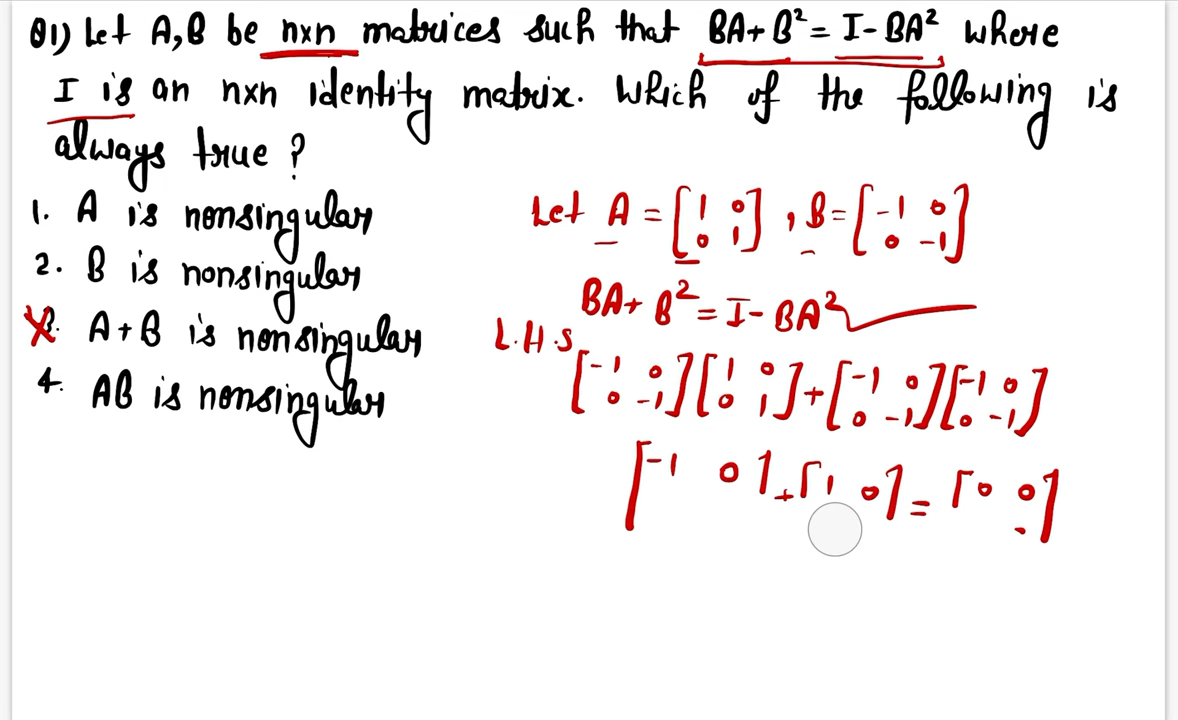 Q1) Let A,B be nxn matrices such that BA+B²=I-BA² where
I is an nxn identity matrix. Which of the following is
always true?
1. A is nonsingular
2. B is nonsingular
3. A+B is nonsingular
4. AB is nonsingular
Let A = [1 0; 0 1], B = [-1 0; 0 -1]
BA+B²=I-BA²
L.H.S
[-1 0; 0 -1][1 0; 0 1]+[-1 0; 0 -1][-1 0; 0 -1]
[-1 0]+[1 0]=[0 0]